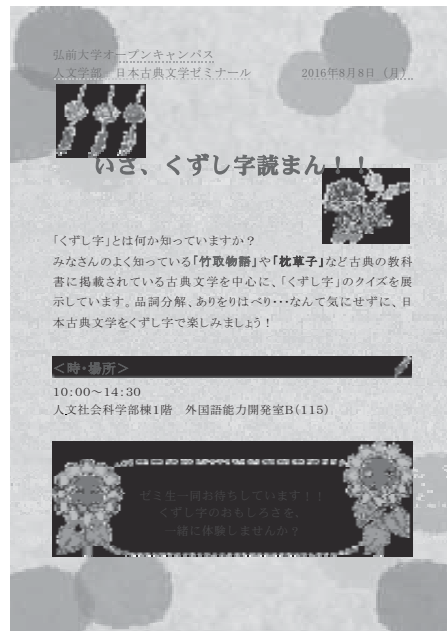 弘前大学オープンキャンパス
人文学部　日本古典文学ゼミナール　2016年8月8日（月）
いざ、くずし字読まん！！
「くずし字」とは何か知っていますか？
みなさんのよく知っている「竹取物語」や「枕草子」など古典の教科
書に掲載されている古典文学を中心に、「くずし字」のクイズを展
示しています。品詞分解、ありをりはべり・・・なんて気にせずに、日
本古典文学をくずし字で楽しみましょう！
＜時・場所＞
10:00～14:30
人文社会科学部棟1階　外国語能力開発室B（115）
ゼミ生一同お待ちしています！！
くずし字のおもしろさを、
一緒に体験しませんか？